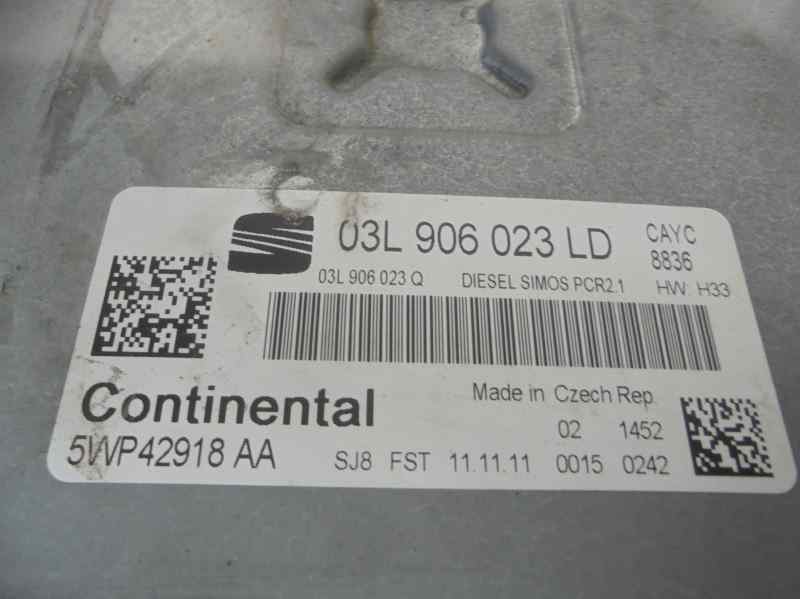 03L 906 023 LD CAYC
8836
03L 906 023 Q DIESEL SIMOS PCR2.1 HW: H33
Continental Made in Czech Rep.
02 1452
5WP42918 AA SJ8 FST 11.11.11 0015 0242